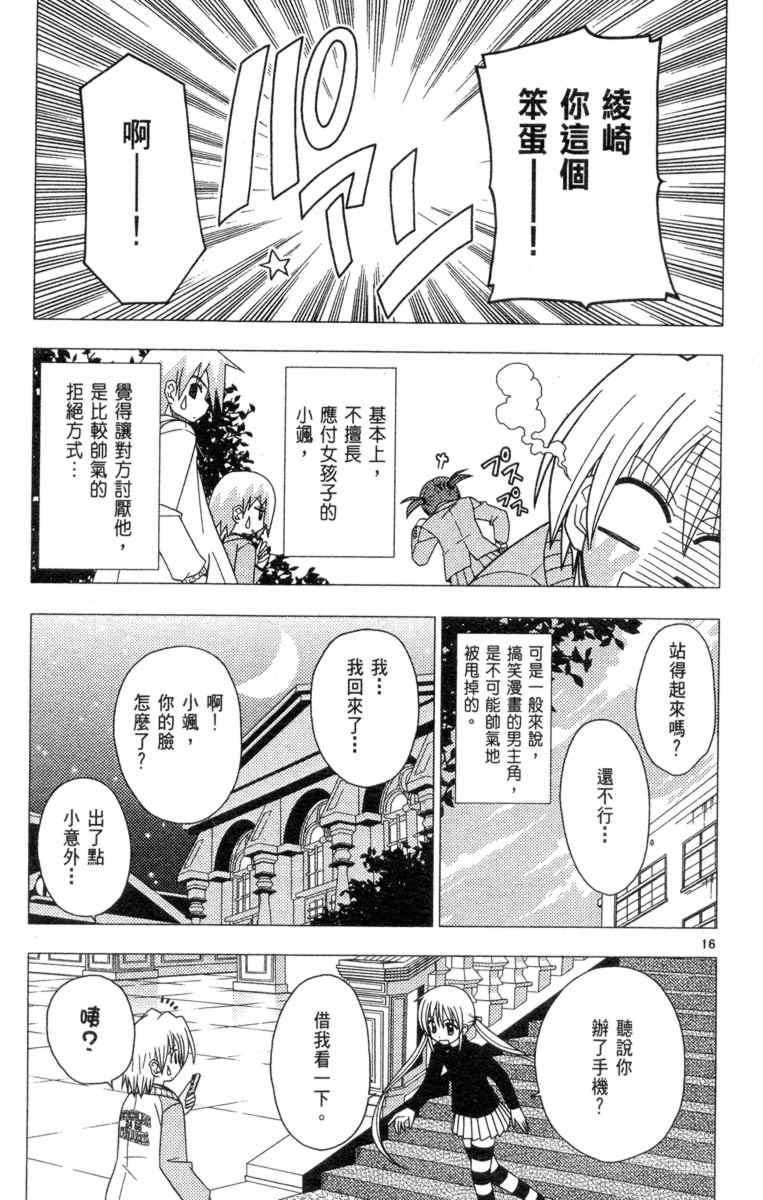 綾崎
你這個
笨蛋——！
パァン
啊——！
プス
プス
基本上，
不擅長
應付女孩子的
小颯，
覺得讓對方討厭他，
是比較帥氣的
拒絕方式…
站得起來嗎？
還不行…
可是一般來說，
搞笑漫畫的男主角，
是不可能帥氣地
被甩掉的。
我…
我回來了…
啊！
小颯，
你的臉
怎麼了？
出了點
小意外…
16
聽說你
辦了手機？
借我看一下。
咦？